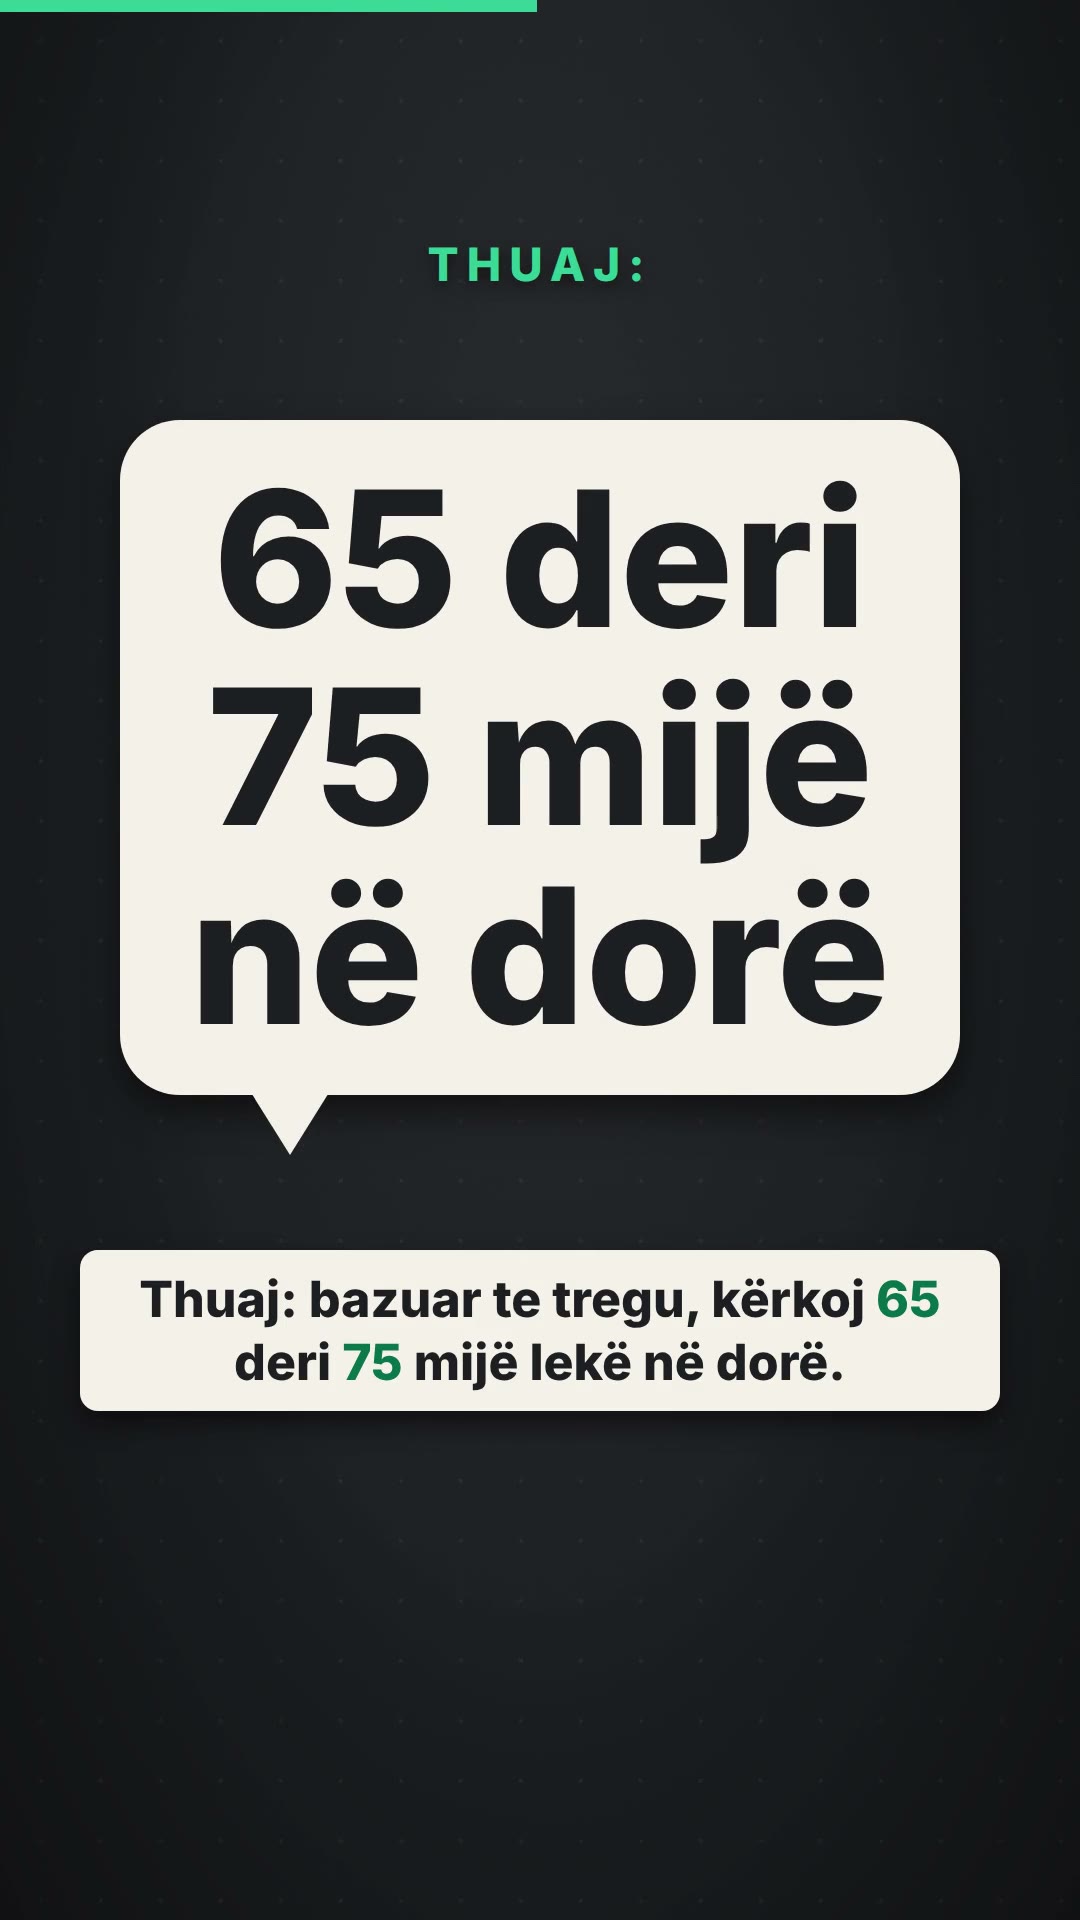 THUAJ:
65 deri
75 mijë
në dorë
Thuaj: bazuar te tregu, kërkoj 65
deri 75 mijë lekë në dorë.